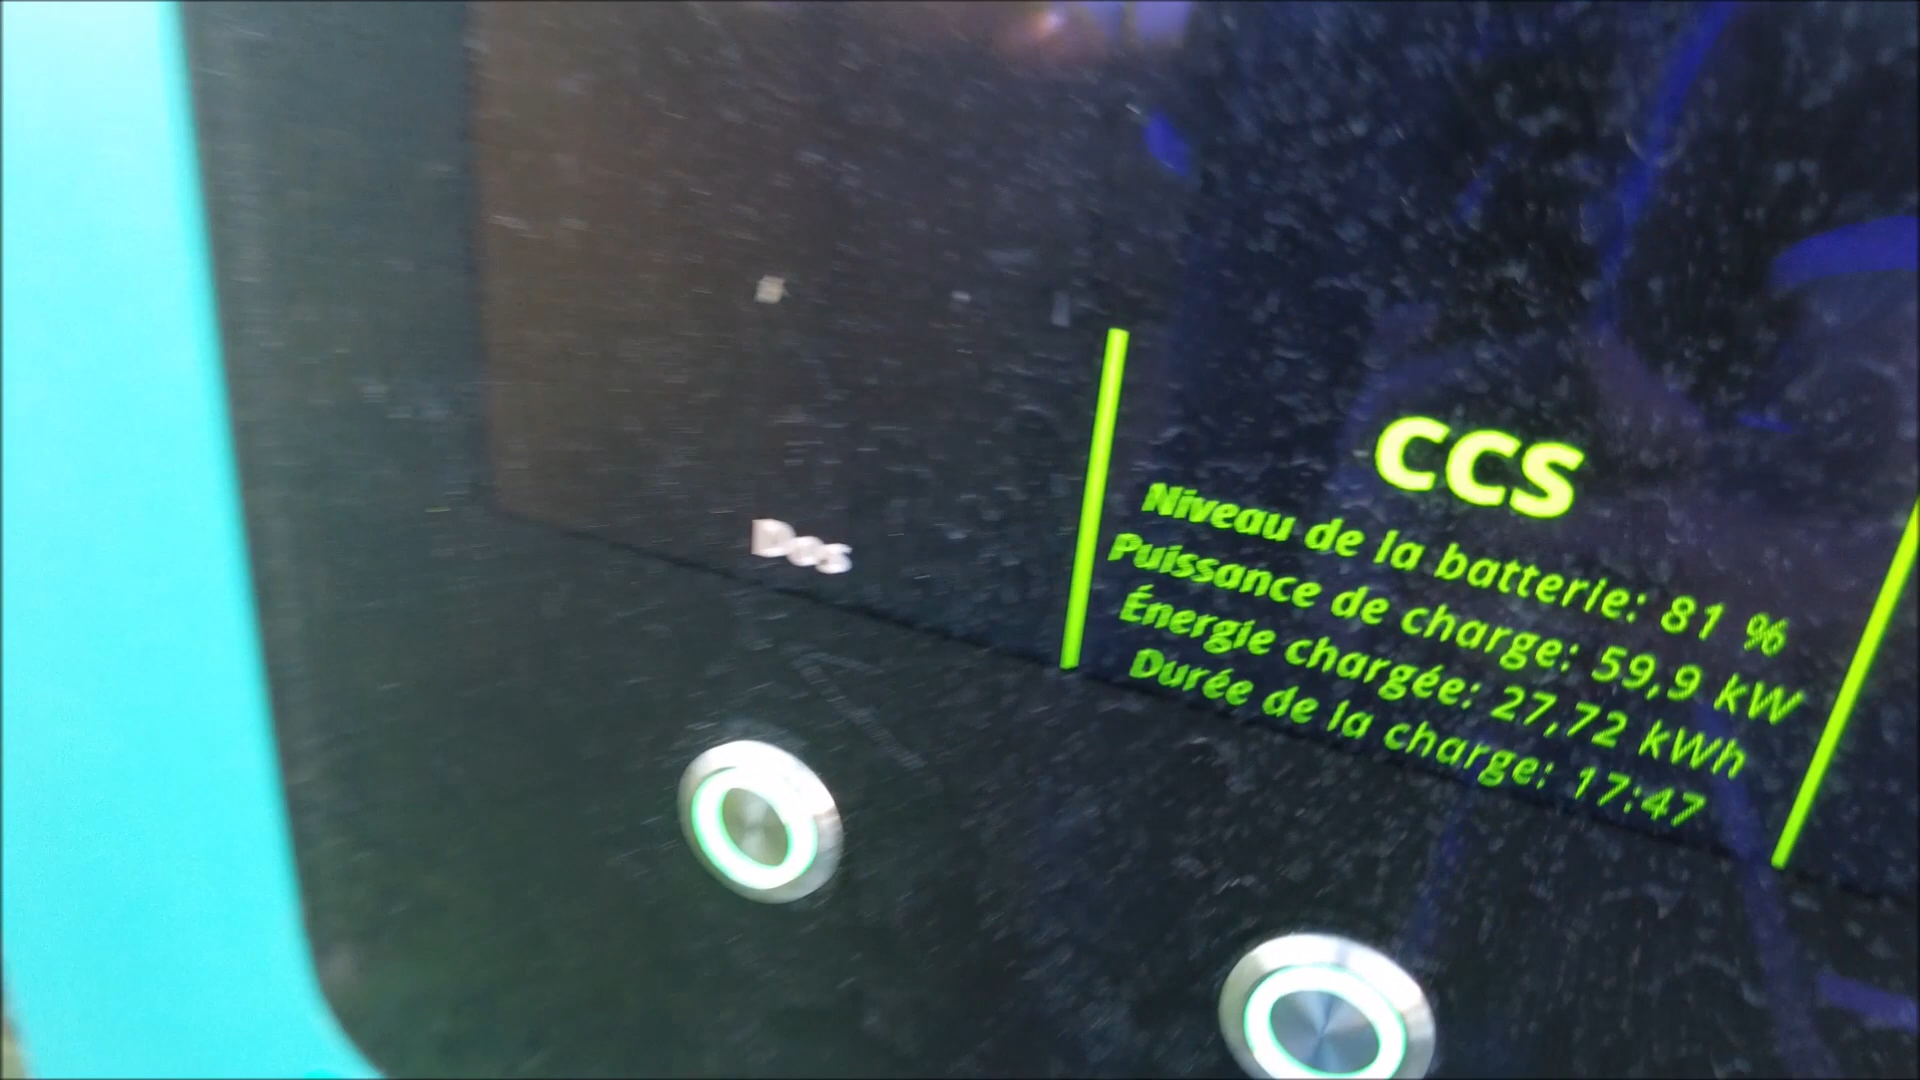 CCS
Niveau de la batterie: 81 %
Puissance de charge: 59,9 kW
Énergie chargée: 27,72 kWh
Durée de la charge: 17:47
Dos